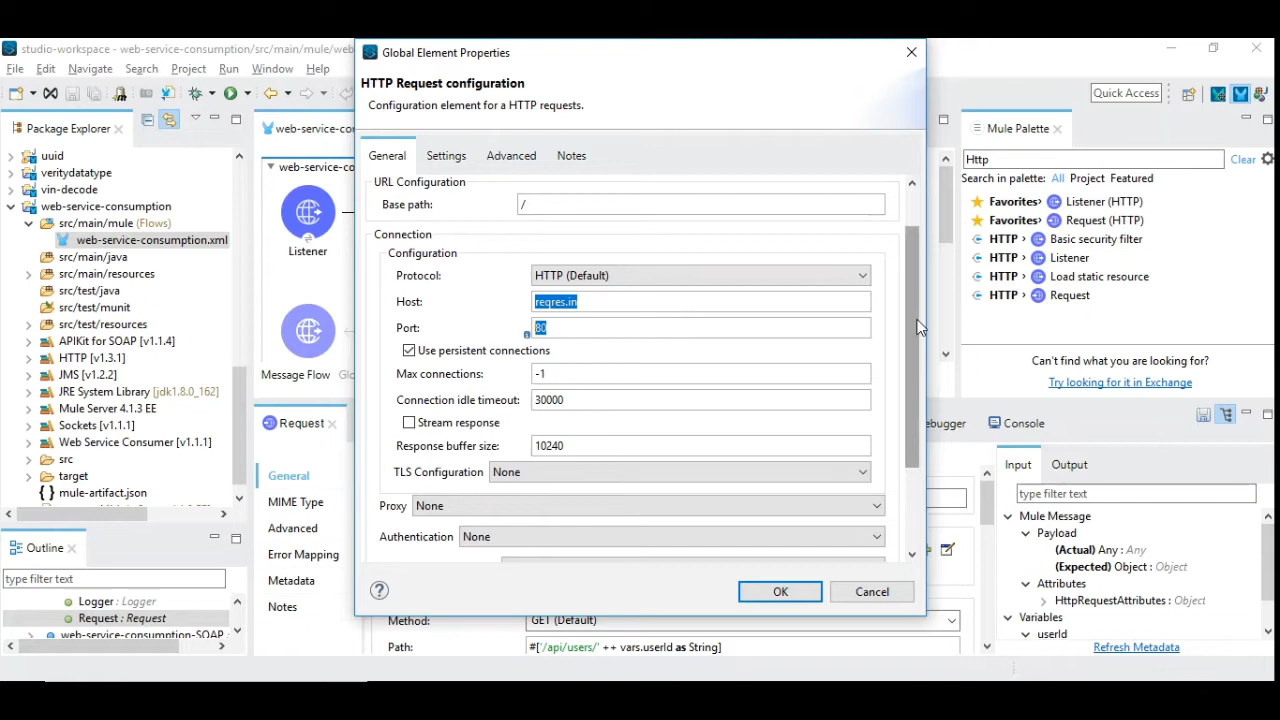 studio-workspace - web-service-consumption/src/main/mule/web
File Edit Navigate Search Project Run Window Help
Quick Access
Package Explorer
uuid
veritydatatype
vin-decode
web-service-consumption
src/main/mule (Flows)
web-service-consumption.xml
src/main/java
src/main/resources
src/test/java
src/test/munit
src/test/resources
APIKit for SOAP [v1.1.4]
HTTP [v1.3.1]
JMS [v1.2.2]
JRE System Library [jdk1.8.0_162]
Mule Server 4.1.3 EE
Sockets [v1.1.1]
Web Service Consumer [v1.1.1]
src
target
mule-artifact.json
Outline
type filter text
Logger : Logger
Request : Request
web-service-consumption-SOAP
web-service-co
web-service-co
Listener
Message Flow
Request
General
MIME Type
Advanced
Error Mapping
Metadata
Notes
Global Element Properties
HTTP Request configuration
Configuration element for a HTTP requests.
General Settings Advanced Notes
URL Configuration
Base path: /
Connection
Configuration
Protocol: HTTP (Default)
Host: reqres.in
Port: 80
Use persistent connections
Max connections: -1
Connection idle timeout: 30000
Stream response
Response buffer size: 10240
TLS Configuration None
Proxy None
Authentication None
OK Cancel
Method: GET (Default)
Path: #['/api/users/' ++ vars.userId as String]
Mule Palette
Http Clear
Search in palette: All Project Featured
Favorites› Listener (HTTP)
Favorites› Request (HTTP)
HTTP › Basic security filter
HTTP › Listener
HTTP › Load static resource
HTTP › Request
Can't find what you are looking for?
Try looking for it in Exchange
ebugger Console
Input Output
type filter text
Mule Message
Payload
(Actual) Any : Any
(Expected) Object : Object
Attributes
HttpRequestAttributes : Object
Variables
userId
Refresh Metadata